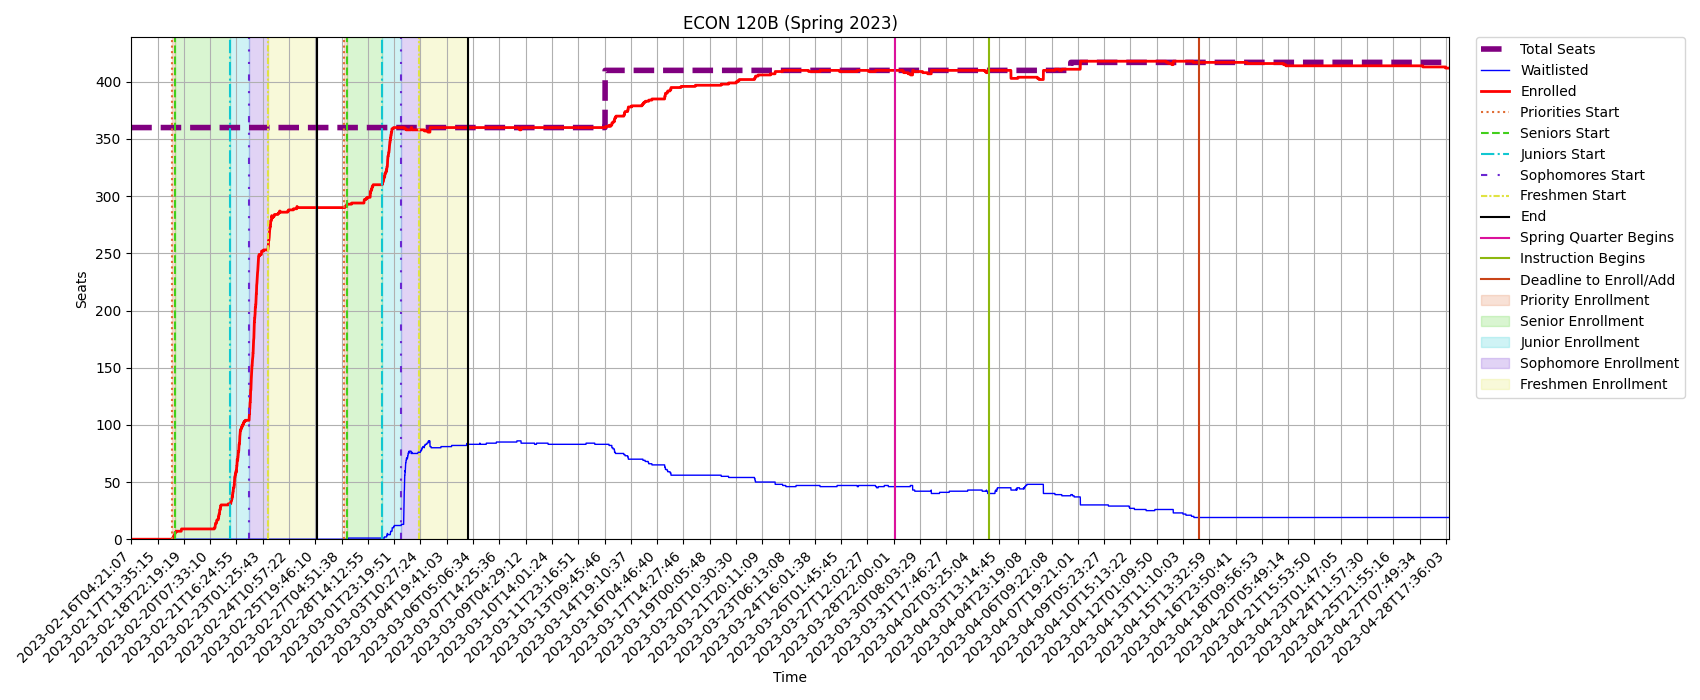 ECON 120B (Spring 2023)
Seats
400
350
300
250
200
150
100
50
0
2023-02-16T04:21:07
2023-02-17T13:35:15
2023-02-18T22:19:19
2023-02-20T07:33:10
2023-02-21T16:24:55
2023-02-23T01:25:43
2023-02-24T10:57:22
2023-02-25T19:46:10
2023-02-27T04:51:38
2023-02-28T14:12:55
2023-03-01T23:19:51
2023-03-03T10:27:24
2023-03-04T19:41:03
2023-03-06T05:06:34
2023-03-07T14:25:36
2023-03-09T04:29:12
2023-03-10T14:01:24
2023-03-11T23:16:51
2023-03-13T09:45:46
2023-03-14T19:10:37
2023-03-16T04:46:40
2023-03-17T14:27:46
2023-03-19T00:05:48
2023-03-20T10:30:30
2023-03-21T20:11:09
2023-03-23T06:13:08
2023-03-24T16:01:38
2023-03-26T01:45:45
2023-03-27T12:02:27
2023-03-28T22:00:01
2023-03-30T08:03:29
2023-03-31T17:46:27
2023-04-02T03:25:04
2023-04-03T13:14:45
2023-04-04T23:19:08
2023-04-06T09:22:08
2023-04-07T19:21:01
2023-04-09T05:23:27
2023-04-10T15:13:22
2023-04-12T01:09:50
2023-04-13T11:10:03
2023-04-15T13:32:59
2023-04-16T23:50:41
2023-04-18T09:56:53
2023-04-20T05:49:14
2023-04-21T15:53:50
2023-04-23T01:47:05
2023-04-24T11:57:30
2023-04-25T21:55:16
2023-04-27T07:49:34
2023-04-28T17:36:03
Time
Total Seats
Waitlisted
Enrolled
Priorities Start
Seniors Start
Juniors Start
Sophomores Start
Freshmen Start
End
Spring Quarter Begins
Instruction Begins
Deadline to Enroll/Add
Priority Enrollment
Senior Enrollment
Junior Enrollment
Sophomore Enrollment
Freshmen Enrollment